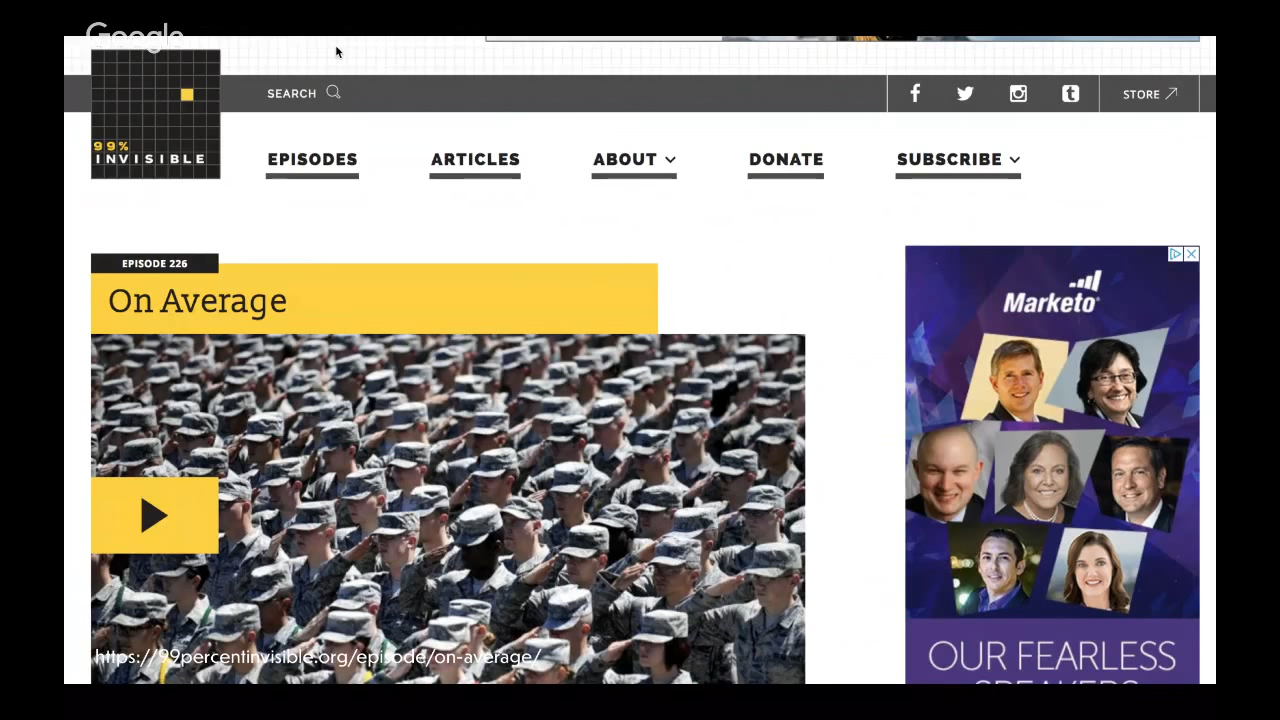 Google
SEARCH
STORE
99%
INVISIBLE
EPISODES
ARTICLES
ABOUT
DONATE
SUBSCRIBE
EPISODE 226
On Average
Marketo
OUR FEARLESS
SPEAKERS
https://99percentinvisible.org/episode/on-average/